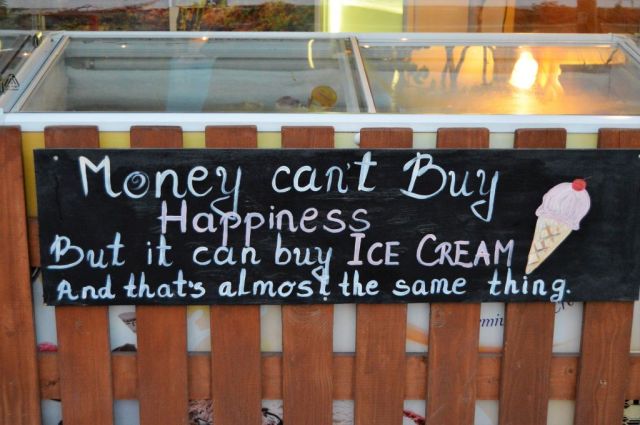 Money can't Buy
Happiness
But it can buy ICE CREAM
And that's almost the same thing.